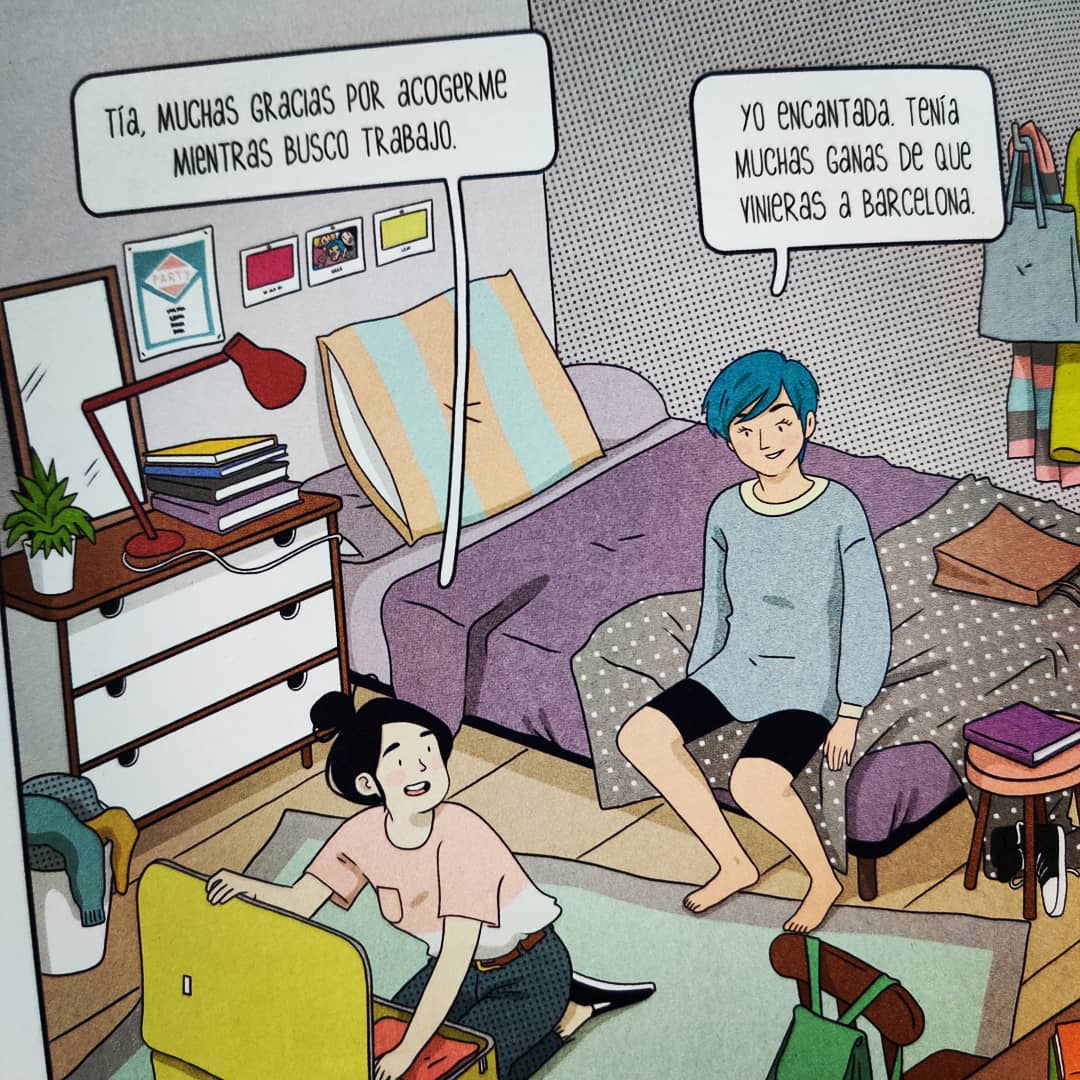 TÍA, MUCHAS GRACIAS POR ACOGERME
MIENTRAS BUSCO TRABAJO.
YO ENCANTADA. TENÍA
MUCHAS GANAS DE QUE
VINIERAS A BARCELONA.
PARTY